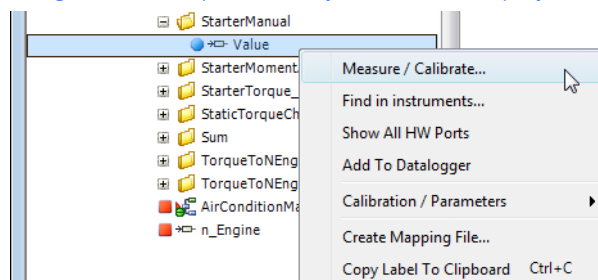 StarterManual
Value
StarterMoment
StarterTorque_
StaticTorqueCh
Sum
TorqueToNEng
TorqueToNEng
AirConditionMa
n_Engine
Measure / Calibrate...
Find in instruments...
Show All HW Ports
Add To Datalogger
Calibration / Parameters
Create Mapping File...
Copy Label To Clipboard Ctrl+C